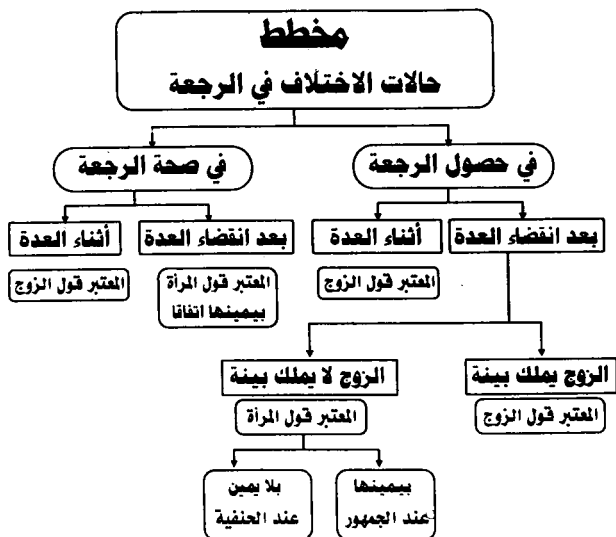 مخطط
حالات الاختلاف في الرجعة
في حصول الرجعة
في صحة الرجعة
بعد انقضاء العدة
أثناء العدة
بعد انقضاء العدة
أثناء العدة
المعتبر قول الزوج
المعتبر قول المرأة
بيمينها اتفاقا
المعتبر قول الزوج
الزوج يملك بينة
الزوج لا يملك بينة
المعتبر قول الزوج
المعتبر قول المرأة
بيمينها
عند الجمهور
بلا يمين
عند الحنفية